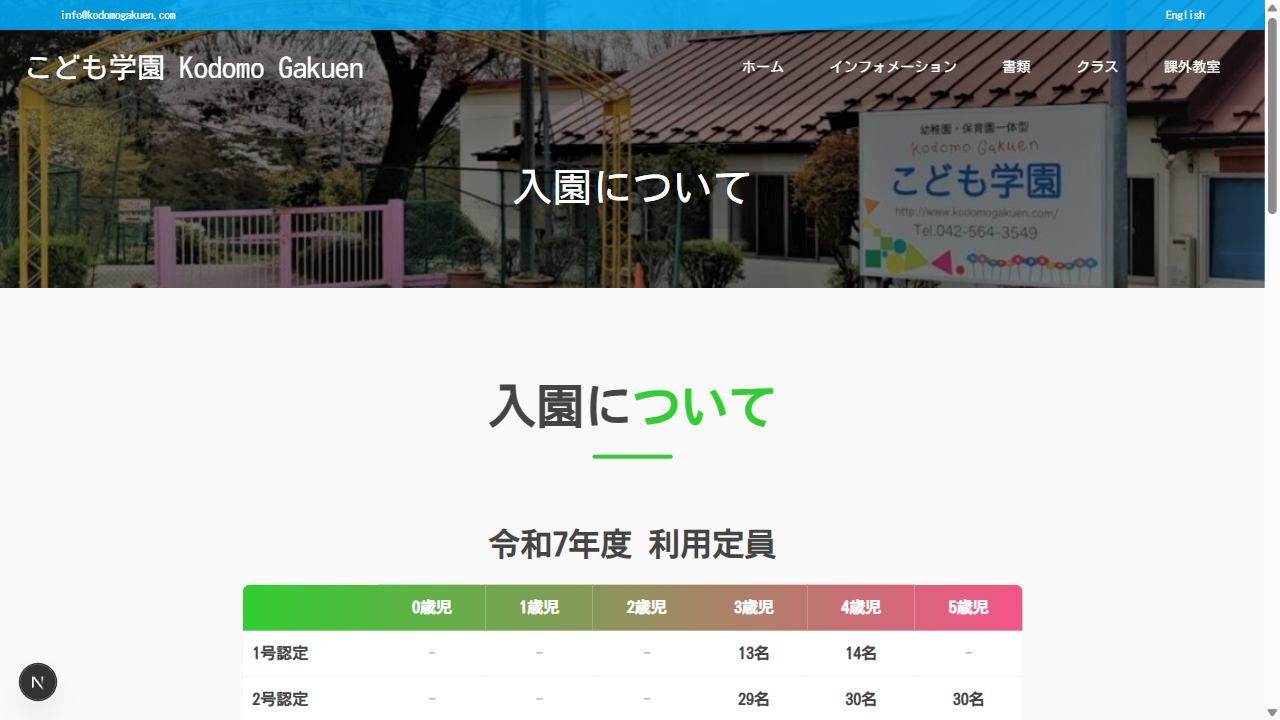 info@kodomogakuen.com
English
こども学園 Kodomo Gakuen
ホーム
インフォメーション
書類
クラス
課外教室
幼稚園・保育園一体型
Kodomo Gakuen
こども学園
http://www.kodomogakuen.com/
Tel.042-564-3549
入園について
入園について
令和7年度 利用定員
0歳児 1歳児 2歳児 3歳児 4歳児 5歳児
1号認定 - - - 13名 14名 -
2号認定 - - - 29名 30名 30名
N